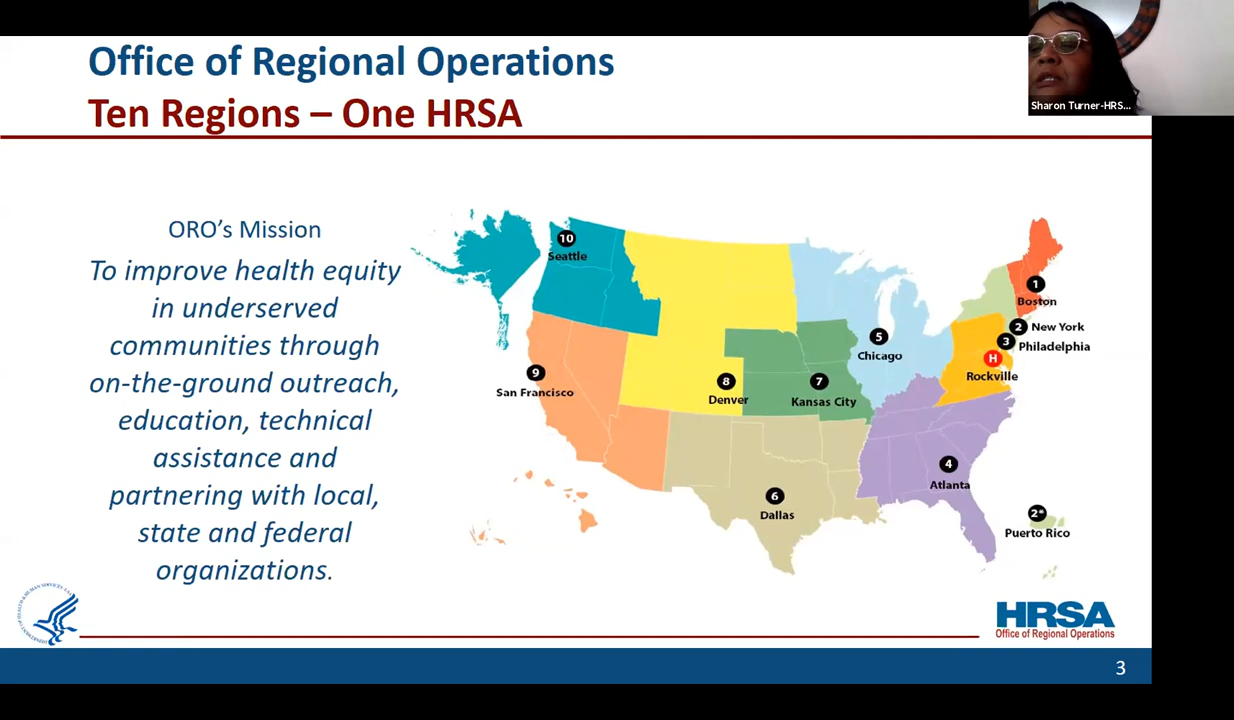 Office of Regional Operations
Ten Regions – One HRSA
Sharon Turner-HRS...
ORO's Mission
To improve health equity
in underserved
communities through
on-the-ground outreach,
education, technical
assistance and
partnering with local,
state and federal
organizations.
10
Seattle
1
Boston
2 New York
3 Philadelphia
H
Rockville
5
Chicago
9
San Francisco
8
Denver
7
Kansas City
4
Atlanta
6
Dallas
2*
Puerto Rico
HRSA
Office of Regional Operations
3